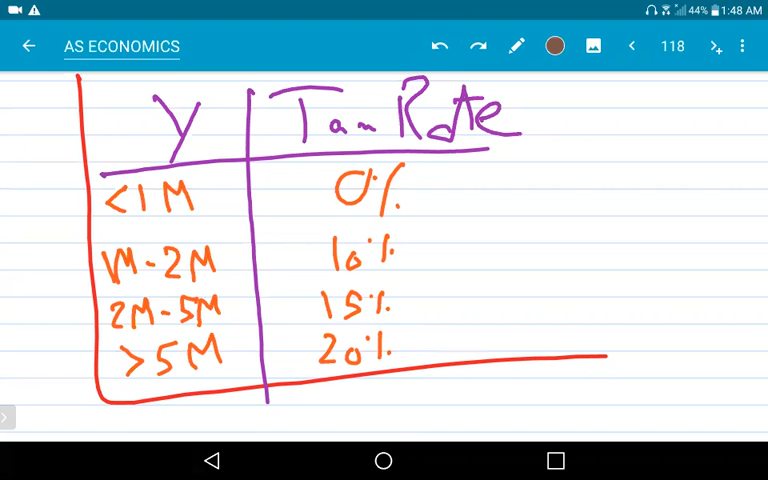 44% 1:48 AM
AS ECONOMICS 118
Y Tax Rate
<1M 0%
1M-2M 10%
2M-5M 15%
>5M 20%